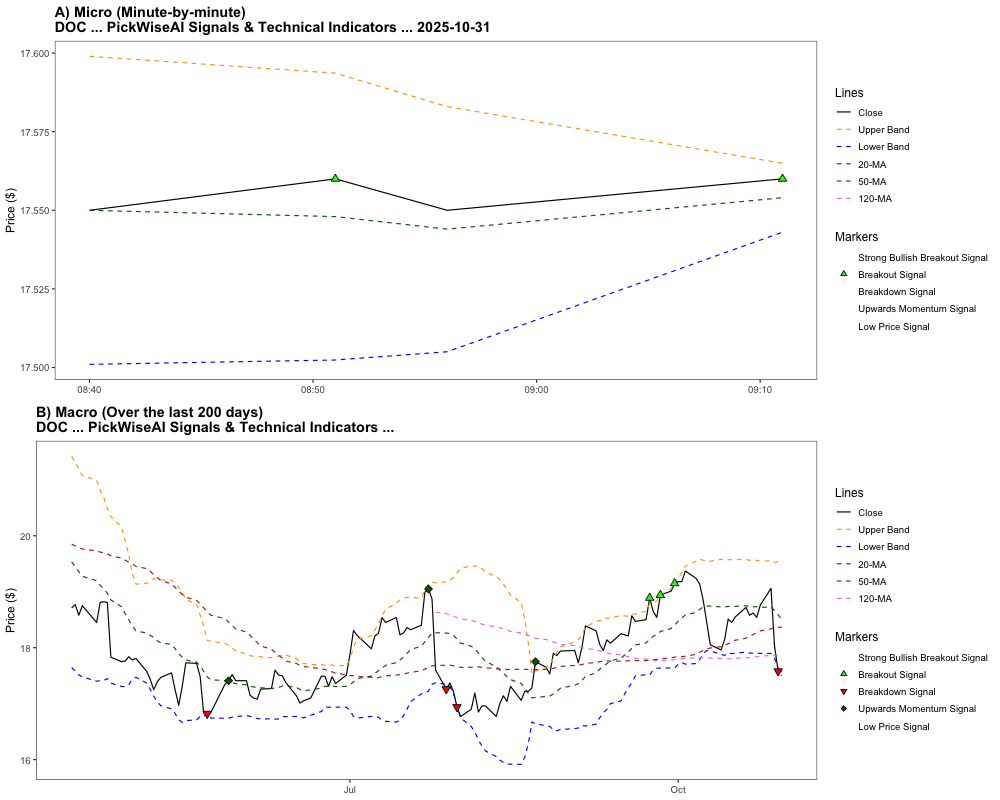 A) Micro (Minute-by-minute)
DOC ... PickWiseAI Signals & Technical Indicators ... 2025-10-31
Price ($)
17.600
17.575
17.550
17.525
17.500
08:40
08:50
09:00
09:10
Lines
Close
Upper Band
Lower Band
20-MA
50-MA
120-MA
Markers
Strong Bullish Breakout Signal
Breakout Signal
Breakdown Signal
Upwards Momentum Signal
Low Price Signal
B) Macro (Over the last 200 days)
DOC ... PickWiseAI Signals & Technical Indicators ...
Price ($)
20
18
16
Jul
Oct
Lines
Close
Upper Band
Lower Band
20-MA
50-MA
120-MA
Markers
Strong Bullish Breakout Signal
Breakout Signal
Breakdown Signal
Upwards Momentum Signal
Low Price Signal